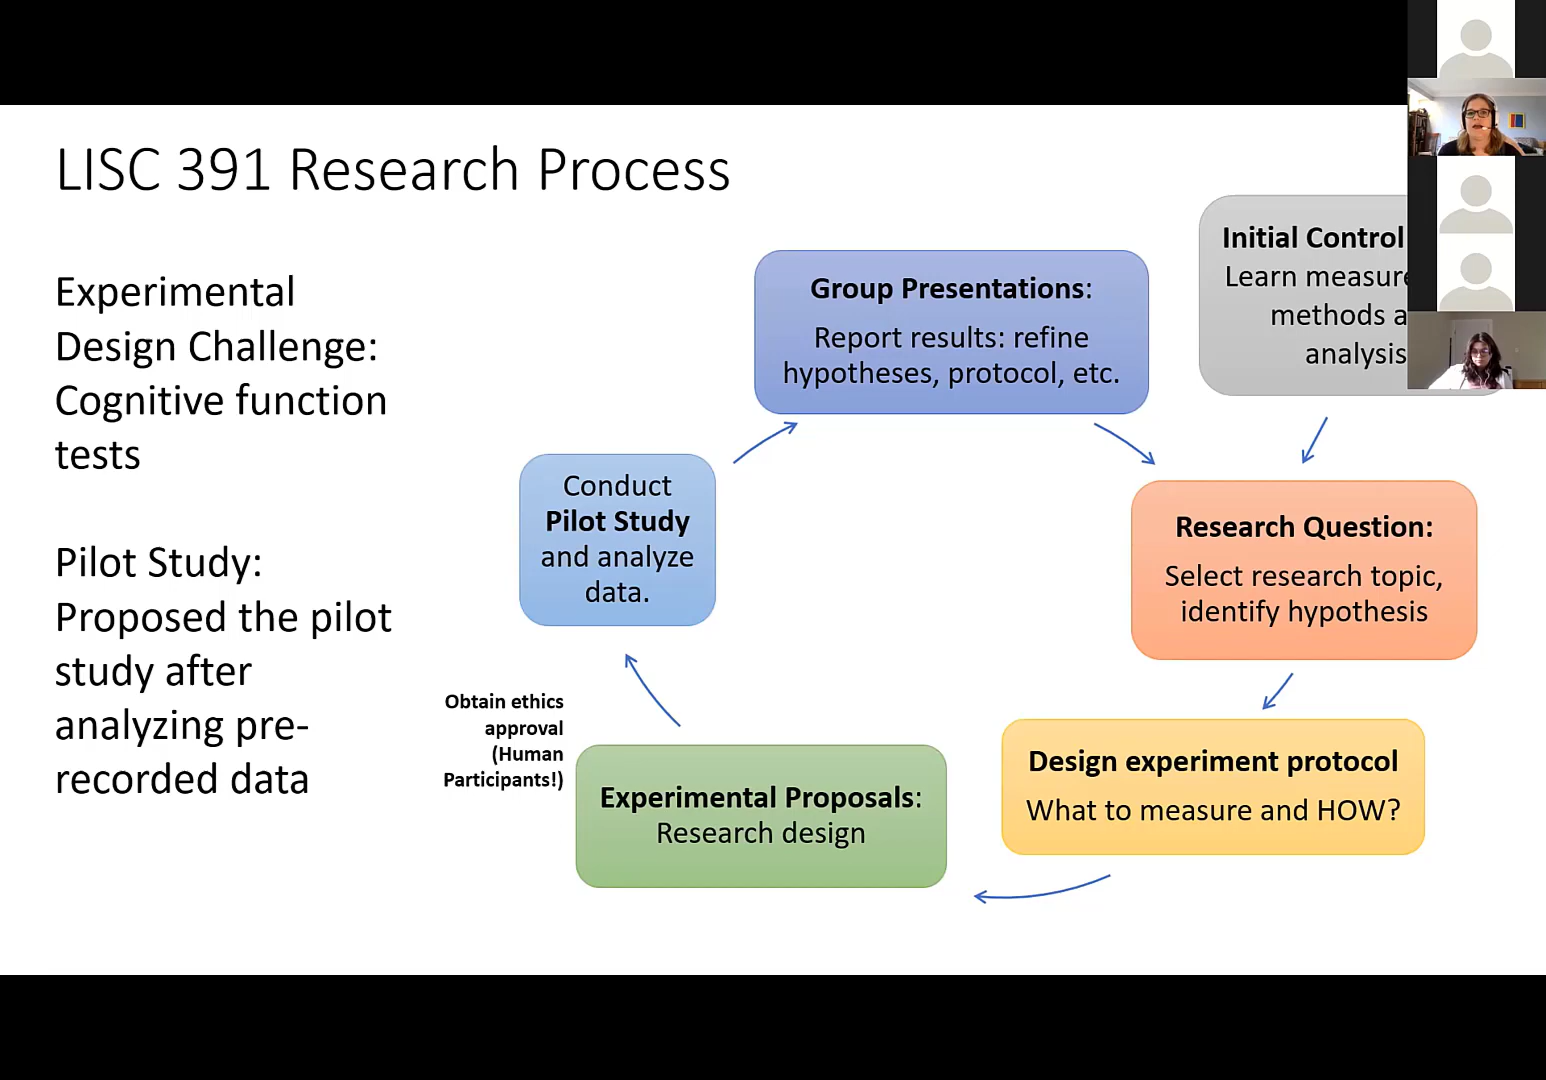 LISC 391 Research Process
Experimental
Design Challenge:
Cognitive function
tests
Pilot Study:
Proposed the pilot
study after
analyzing pre-
recorded data
Group Presentations:
Report results: refine
hypotheses, protocol, etc.
Initial Control
Learn
methods
analysis
Research Question:
Select research topic,
identify hypothesis
Design experiment protocol
What to measure and HOW?
Experimental Proposals:
Research design
Obtain ethics
approval
(Human
Participants!)
Conduct
Pilot Study
and analyze
data.